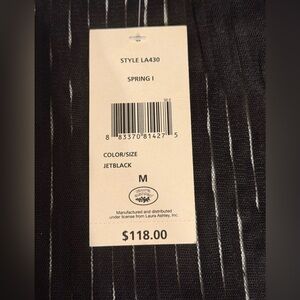 STYLE LA430
SPRING I
8 83370 81427 5
COLOR/SIZE
JETBLACK
M
Manufactured and distributed
under license from Laura Ashley, Inc.
$118.00